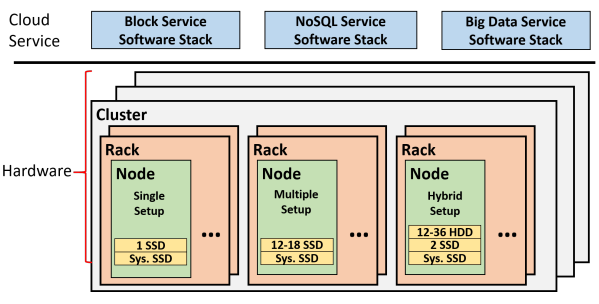 Cloud
Service
Block Service
Software Stack
NoSQL Service
Software Stack
Big Data Service
Software Stack
Hardware
Cluster
Rack
Node
Single
Setup
1 SSD
Sys. SSD
...
Rack
Node
Multiple
Setup
12-18 SSD
Sys. SSD
...
Rack
Node
Hybrid
Setup
12-36 HDD
2 SSD
Sys. SSD
...